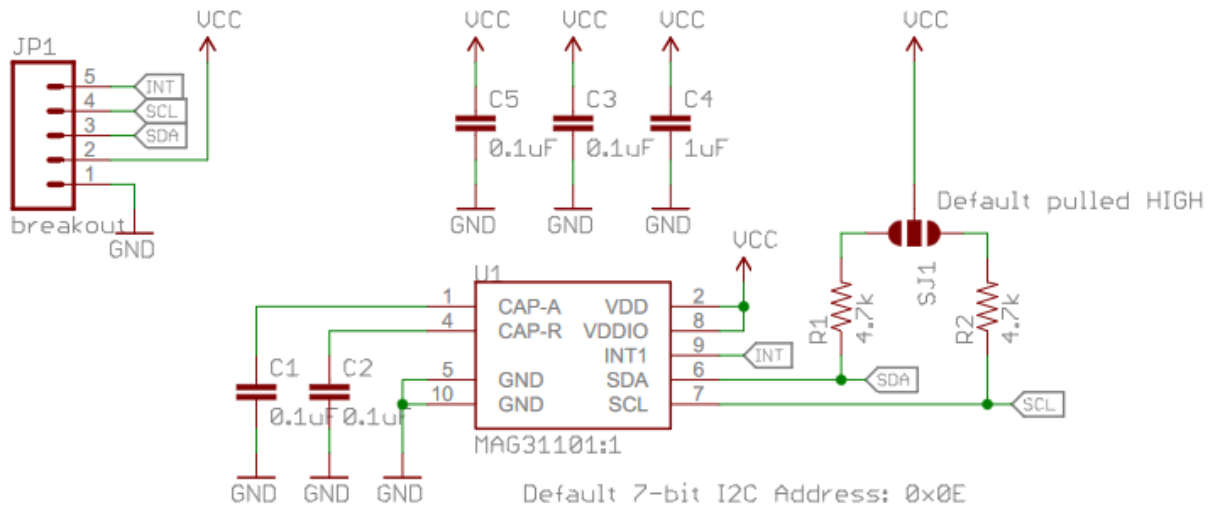 VCC
VCC
VCC
VCC
VCC
JP1
5
INT
4
SCL
3
SDA
2
1
breakout
GND
C5
0.1uF
GND
C3
0.1uF
GND
C4
1uF
GND
Default pulled HIGH
SJ1
R1
4.7k
R2
4.7k
VCC
U1
1
CAP-A
VDD
2
4
CAP-R
VDDIO
8
INT1
9
INT
5
GND
SDA
6
SDA
10
GND
SCL
7
SCL
MAG31101:1
C1
0.1uF
C2
0.1uF
GND
GND
GND
Default 7-bit I2C Address: 0x0E